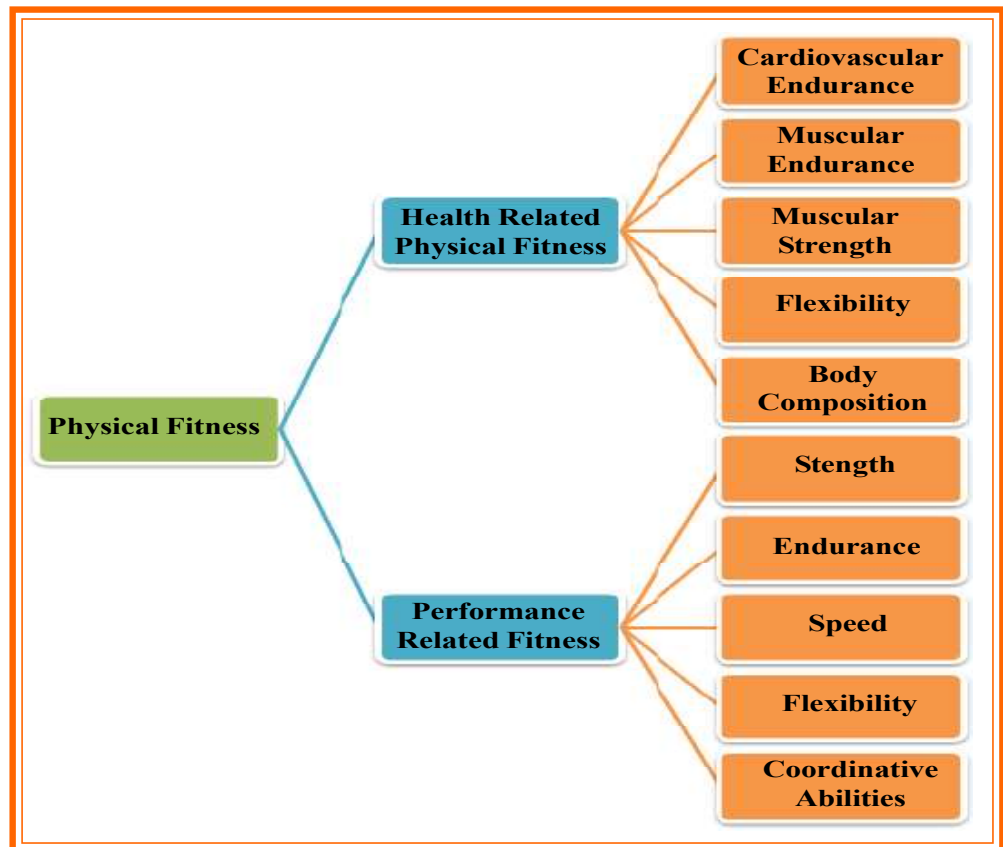 Physical Fitness
Health Related
Physical Fitness
Cardiovascular
Endurance
Muscular
Endurance
Muscular
Strength
Flexibility
Body
Composition
Performance
Related Fitness
Stength
Endurance
Speed
Flexibility
Coordinative
Abilities